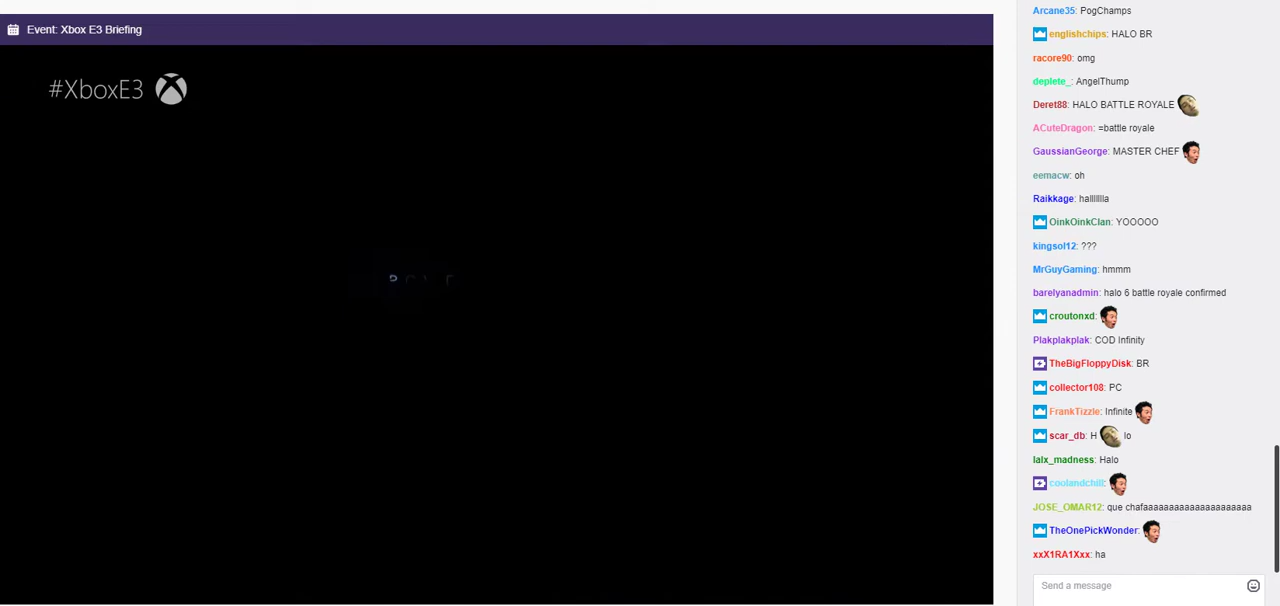 Event: Xbox E3 Briefing
#XboxE3
Arcane35: PogChamps
englishchips: HALO BR
racore90: omg
deplete_: AngelThump
Deret88: HALO BATTLE ROYALE
ACuteDragon: =battle royale
GaussianGeorge: MASTER CHEF
eemacw: oh
Raikkage: halllllla
OinkOinkClan: YOOOOO
kingsol12: ???
MrGuyGaming: hmmm
barelyanadmin: halo 6 battle royale confirmed
croutonxd:
Plakplakplak: COD Infinity
TheBigFloppyDisk: BR
collector108: PC
FrankTizzle: Infinite
scar_db: H lo
lalx_madness: Halo
coolandchill:
JOSE_OMAR12: que chafaaaaaaaaaaaaaaaaaaaa
TheOnePickWonder:
xxX1RA1Xxx: ha
Send a message